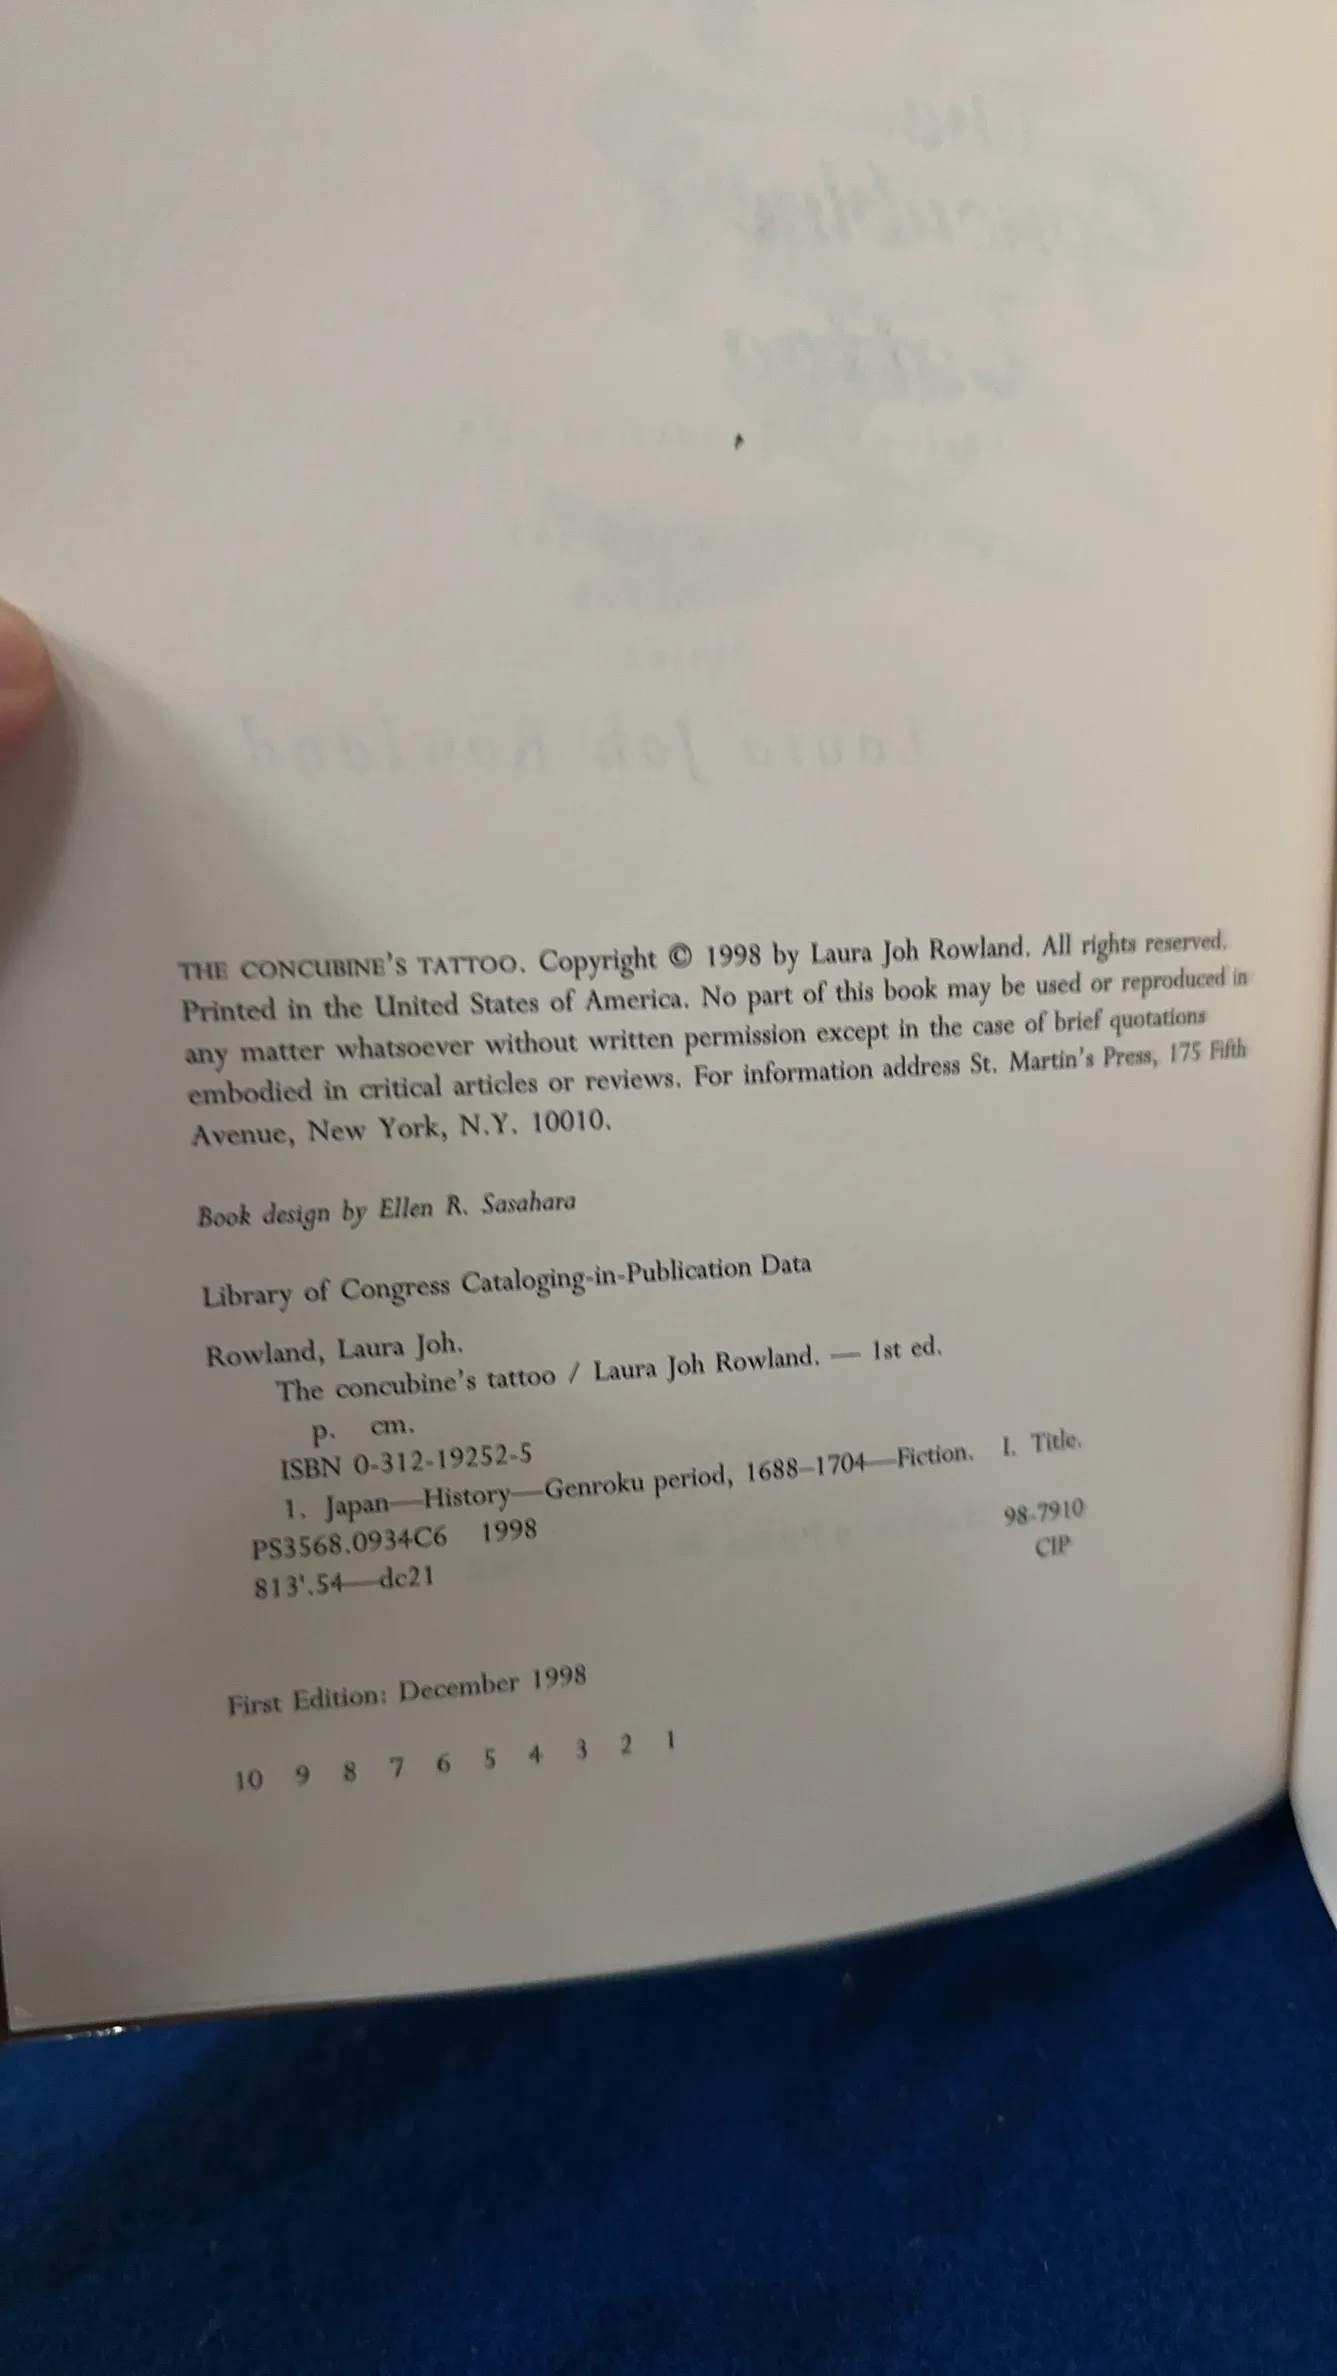 THE CONCUBINE'S TATTOO. Copyright © 1998 by Laura Joh Rowland. All rights reserved.
Printed in the United States of America. No part of this book may be used or reproduced in
any matter whatsoever without written permission except in the case of brief quotations
embodied in critical articles or reviews. For information address St. Martin's Press, 175 Fifth
Avenue, New York, N.Y. 10010.
Book design by Ellen R. Sasahara
Library of Congress Cataloging-in-Publication Data
Rowland, Laura Joh.
The concubine's tattoo / Laura Joh Rowland. — 1st ed.
p. cm.
ISBN 0-312-19252-5
1. Japan—History—Genroku period, 1688–1704—Fiction. I. Title.
PS3568.0934C6 1998 98-7910
813'.54—dc21 CIP
First Edition: December 1998
10 9 8 7 6 5 4 3 2 1